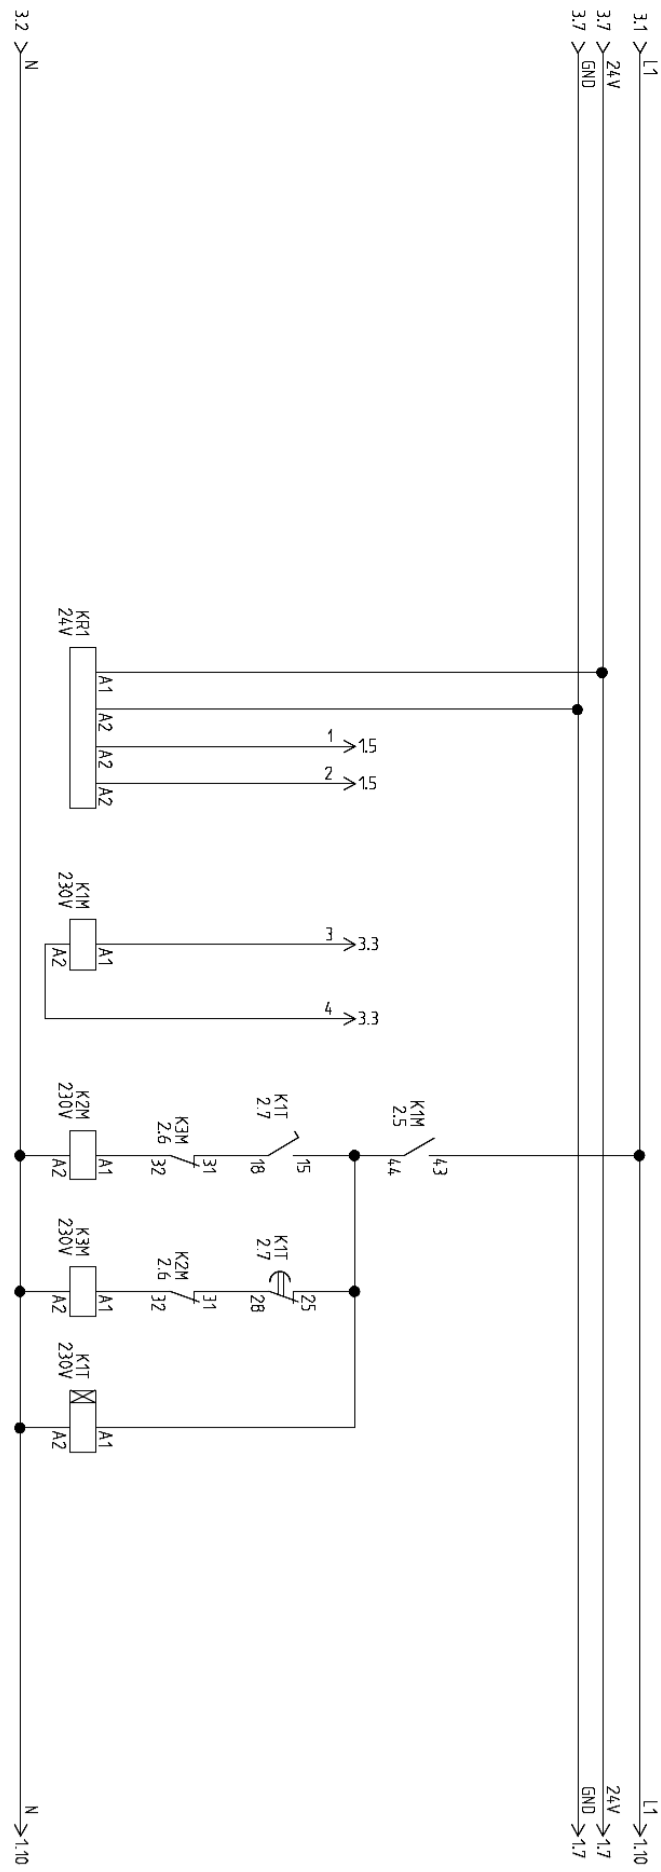 3.1
L1
3.7
24V
3.7
GND
3.2
N
KR1
24V
A1
A2
A2
A2
1
1.5
2
1.5
K1M
230V
A1
A2
3
3.3
4
3.3
K1M
2.5
43
44
K1T
2.7
15
18
K3M
2.6
31
32
K2M
230V
A1
A2
K1T
2.7
25
28
K2M
2.6
31
32
K3M
230V
A1
A2
K1T
230V
A1
A2
L1
1.10
24V
1.7
GND
1.7
N
1.10